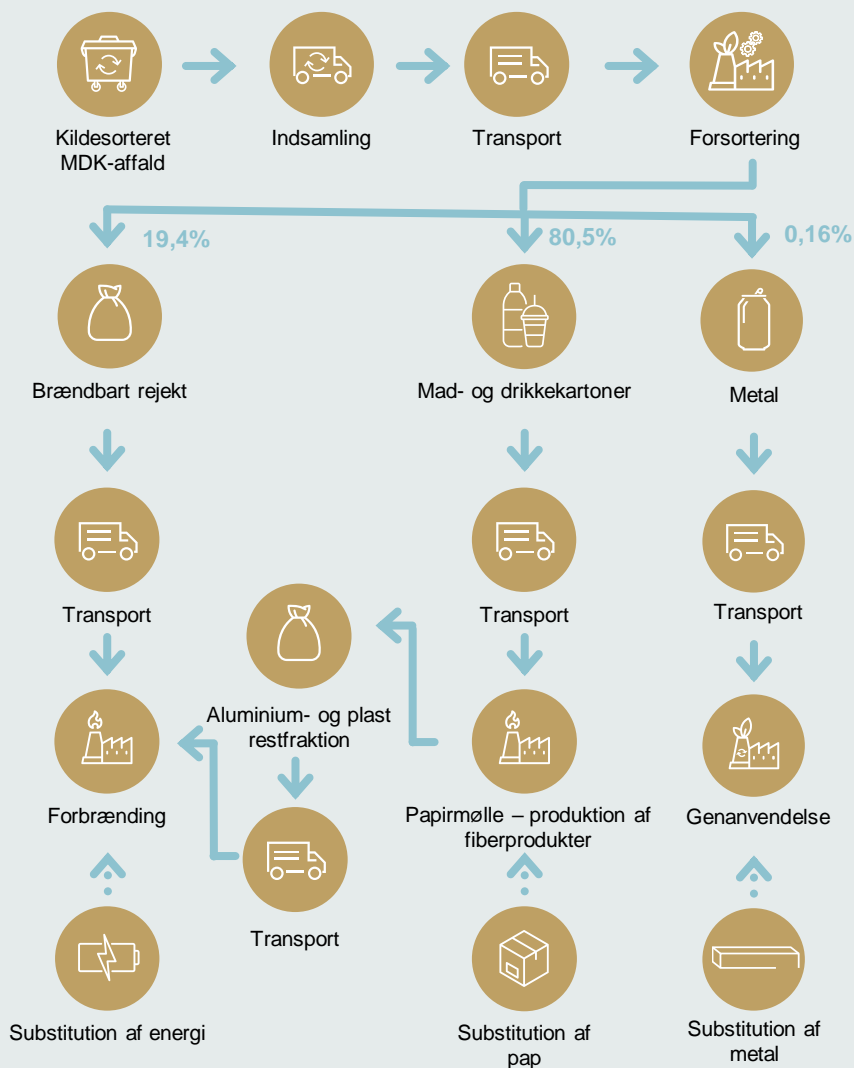 Kildesorteret
MDK-affald
Indsamling
Transport
Forsortering
19,4%
80,5%
0,16%
Brændbart rejekt
Mad- og drikkekartoner
Metal
Transport
Transport
Transport
Aluminium- og plast
restfraktion
Forbrænding
Papirmølle – produktion af
fiberprodukter
Genanvendelse
Transport
Substitution af energi
Substitution af
pap
Substitution af
metal